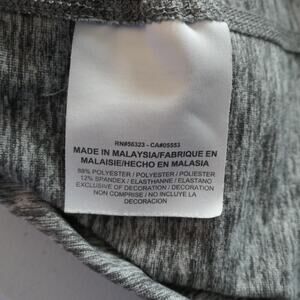 RN#56323 - CA#05553
MADE IN MALAYSIA/FABRIQUE EN
MALAISIE/HECHO EN MALASIA
88% POLYESTER / POLYESTER / POLIESTER
12% SPANDEX / ELASTHANNE / ELASTANO
EXCLUSIVE OF DECORATION / DECORATION
NON COMPRISE / NO INCLUYE LA
DECORACION